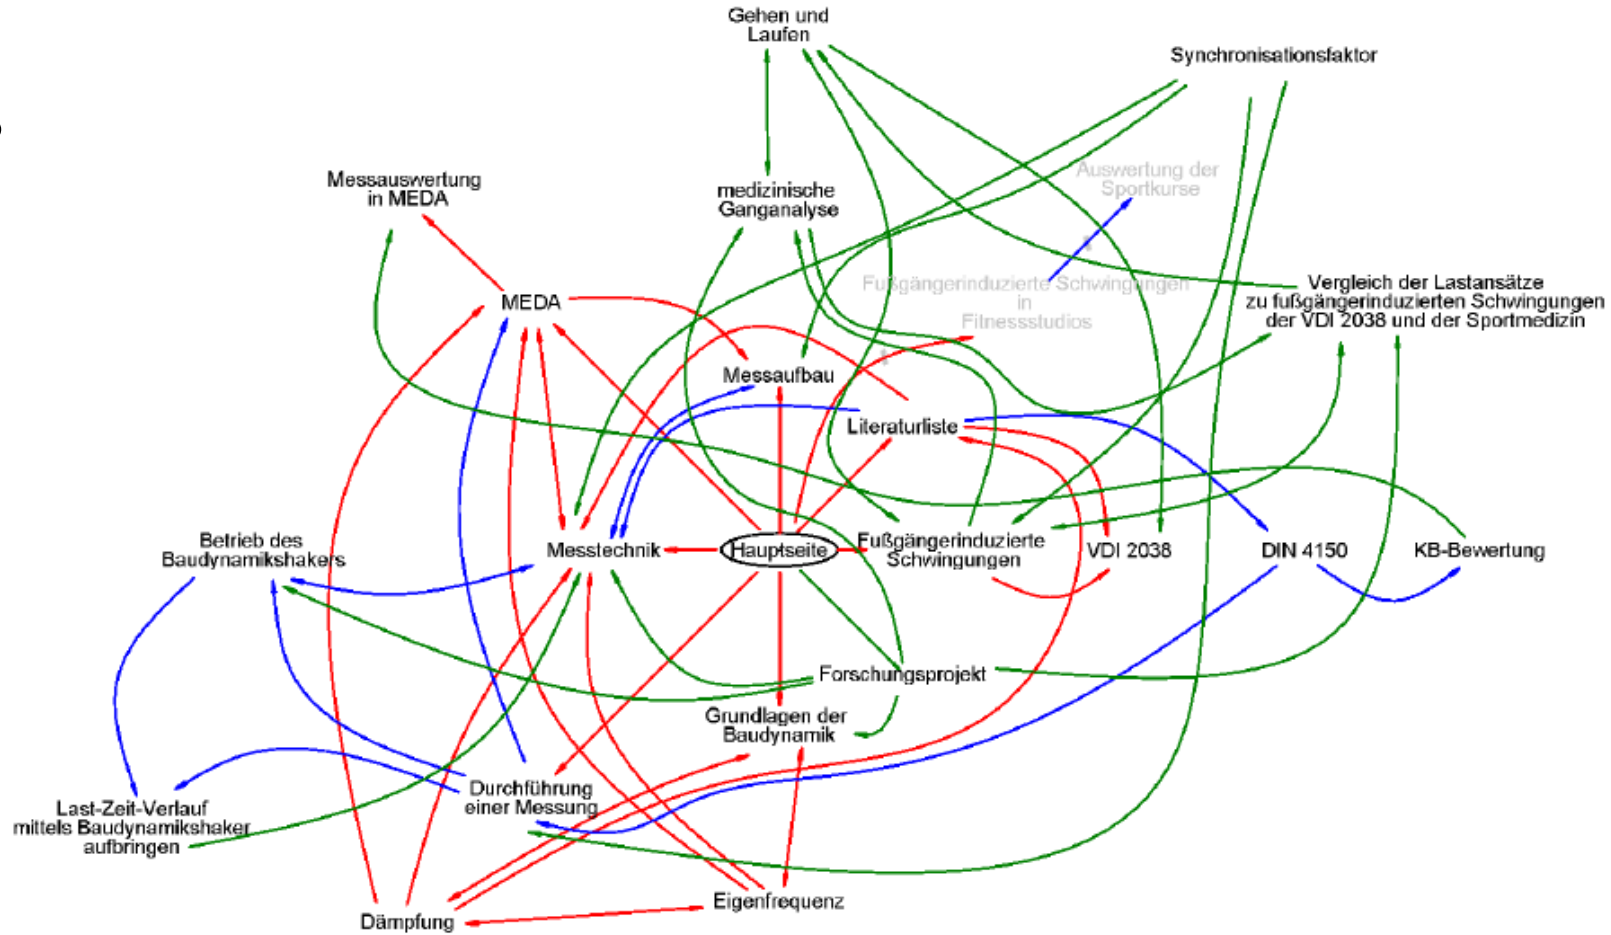 Gehen und
Laufen
Synchronisationsfaktor
Auswertung der
Sportkurse
Messauswertung
in MEDA
medizinische
Ganganalyse
Fußgängerinduzierte Schwingungen
in
Fitnessstudios
Vergleich der Lastansätze
zu fußgängerinduzierten Schwingungen
der VDI 2038 und der Sportmedizin
MEDA
Messaufbau
Literaturliste
Betrieb des
Baudynamikshakers
Messtechnik
Hauptseite
Fußgängerinduzierte
Schwingungen
VDI 2038
DIN 4150
KB-Bewertung
Forschungsprojekt
Grundlagen der
Baudynamik
Durchführung
einer Messung
Last-Zeit-Verlauf
mittels Baudynamikshaker
aufbringen
Eigenfrequenz
Dämpfung